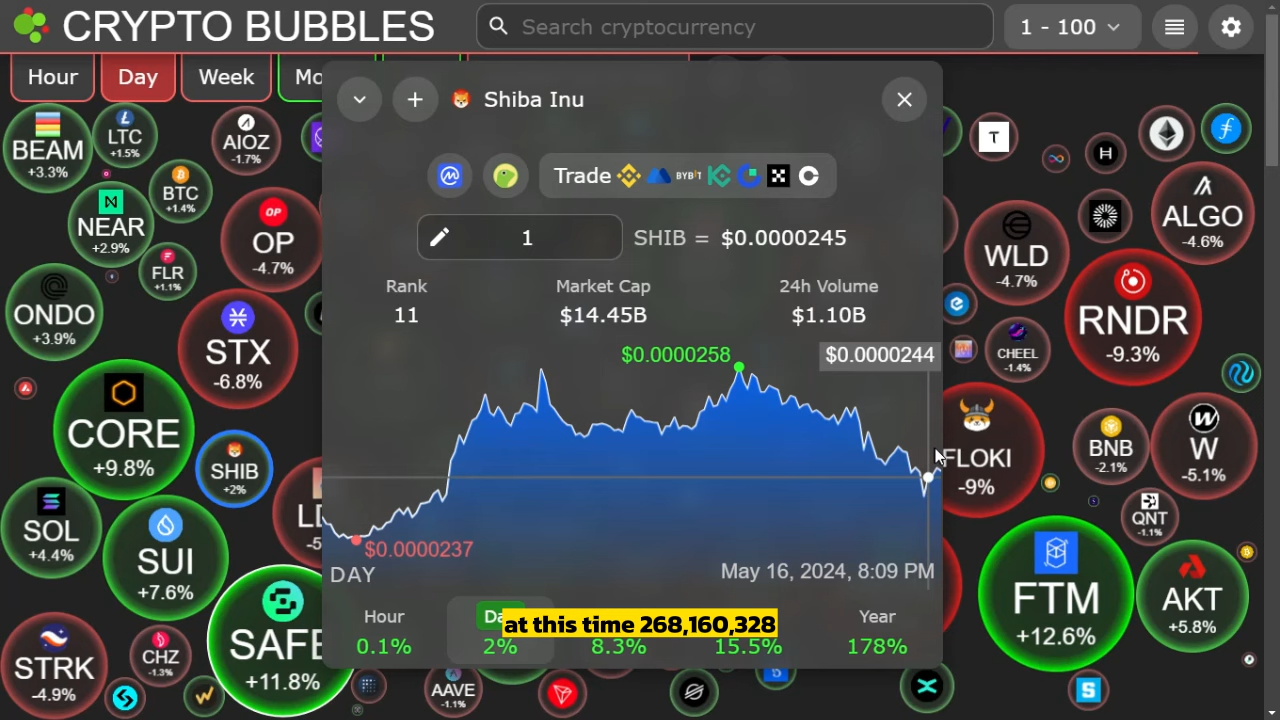 CRYPTO BUBBLES
Search cryptocurrency
1 - 100
Hour
Day
Week
Shiba Inu
Trade
BYBIT
1
SHIB = $0.0000245
Rank
Market Cap
24h Volume
11
$14.45B
$1.10B
$0.0000258
$0.0000244
$0.0000237
DAY
May 16, 2024, 8:09 PM
Hour
Year
at this time 268,160,328
0.1%
2%
8.3%
15.5%
178%
BEAM
+3.3%
LTC
+1.5%
AIOZ
-1.7%
BTC
+1.4%
NEAR
+2.9%
OP
OP
-4.7%
FLR
+1.1%
ONDO
+3.9%
STX
-6.8%
CORE
+9.8%
SHIB
+2%
SOL
+4.4%
SUI
+7.6%
+11.8%
STRK
-4.9%
CHZ
-1.3%
AAVE
-1.1%
T
H
ALGO
-4.6%
WLD
-4.7%
RNDR
-9.3%
CHEEL
-1.4%
FLOKI
-9%
BNB
-2.1%
W
-5.1%
QNT
-1.1%
FTM
+12.6%
AKT
+5.8%